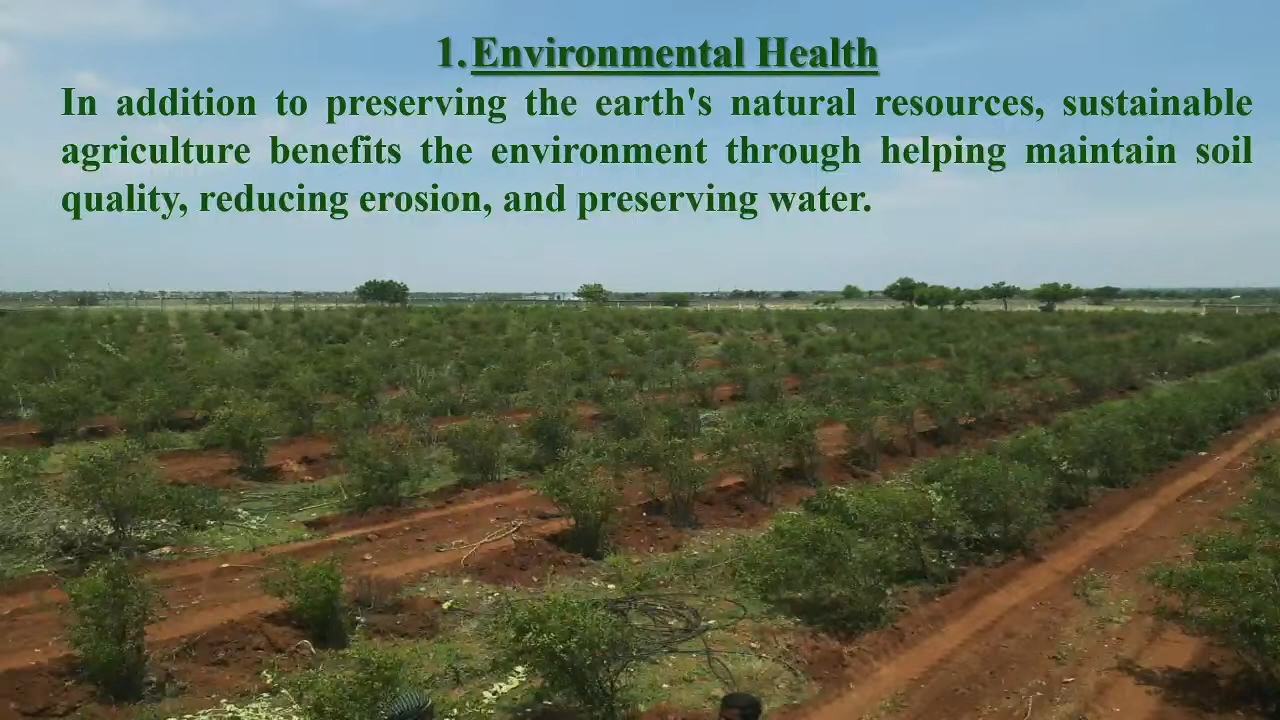 1. Environmental Health
In addition to preserving the earth's natural resources, sustainable
agriculture benefits the environment through helping maintain soil
quality, reducing erosion, and preserving water.